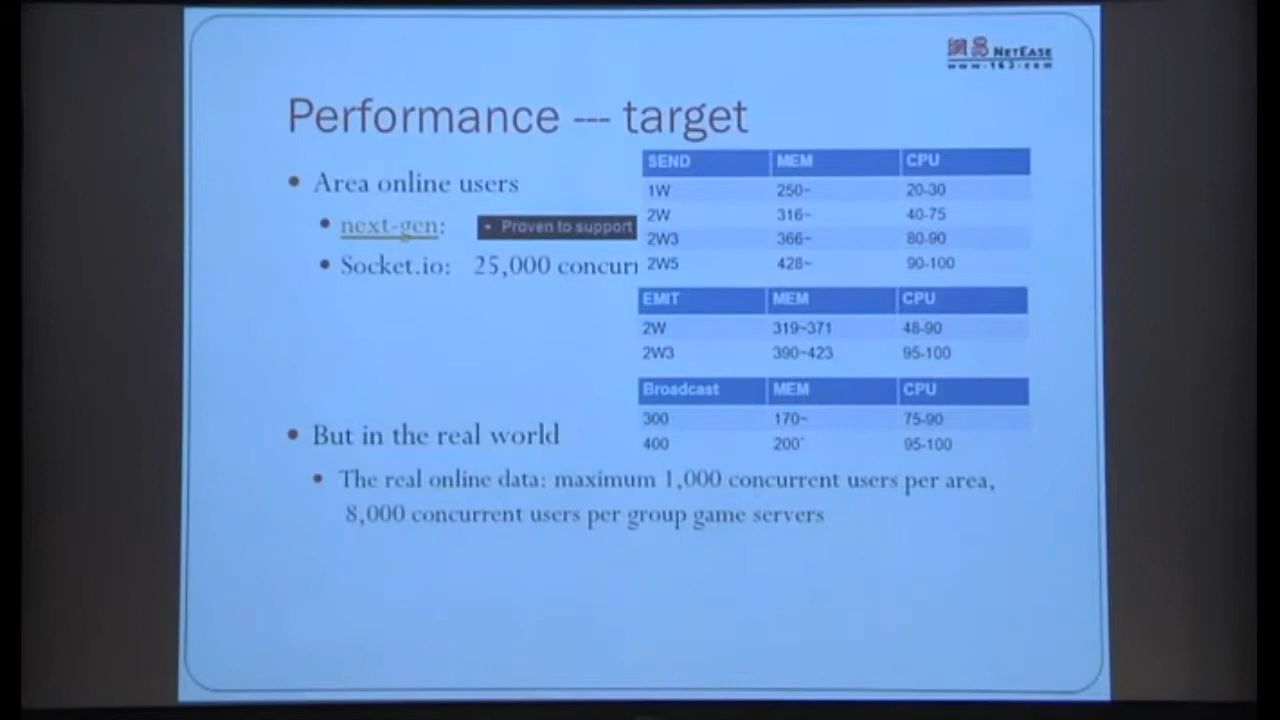 網易 NETEASE
www.163.com
Performance --- target
• Area online users
• next-gen: • Proven to support
• Socket.io: 25,000 concurr
SEND MEM CPU
1W 250~ 20-30
2W 316~ 40-75
2W3 366~ 80-90
2W5 428~ 90-100
EMIT MEM CPU
2W 319~371 48-90
2W3 390~423 95-100
Broadcast MEM CPU
300 170~ 75-90
400 200~ 95-100
• But in the real world
• The real online data: maximum 1,000 concurrent users per area,
8,000 concurrent users per group game servers